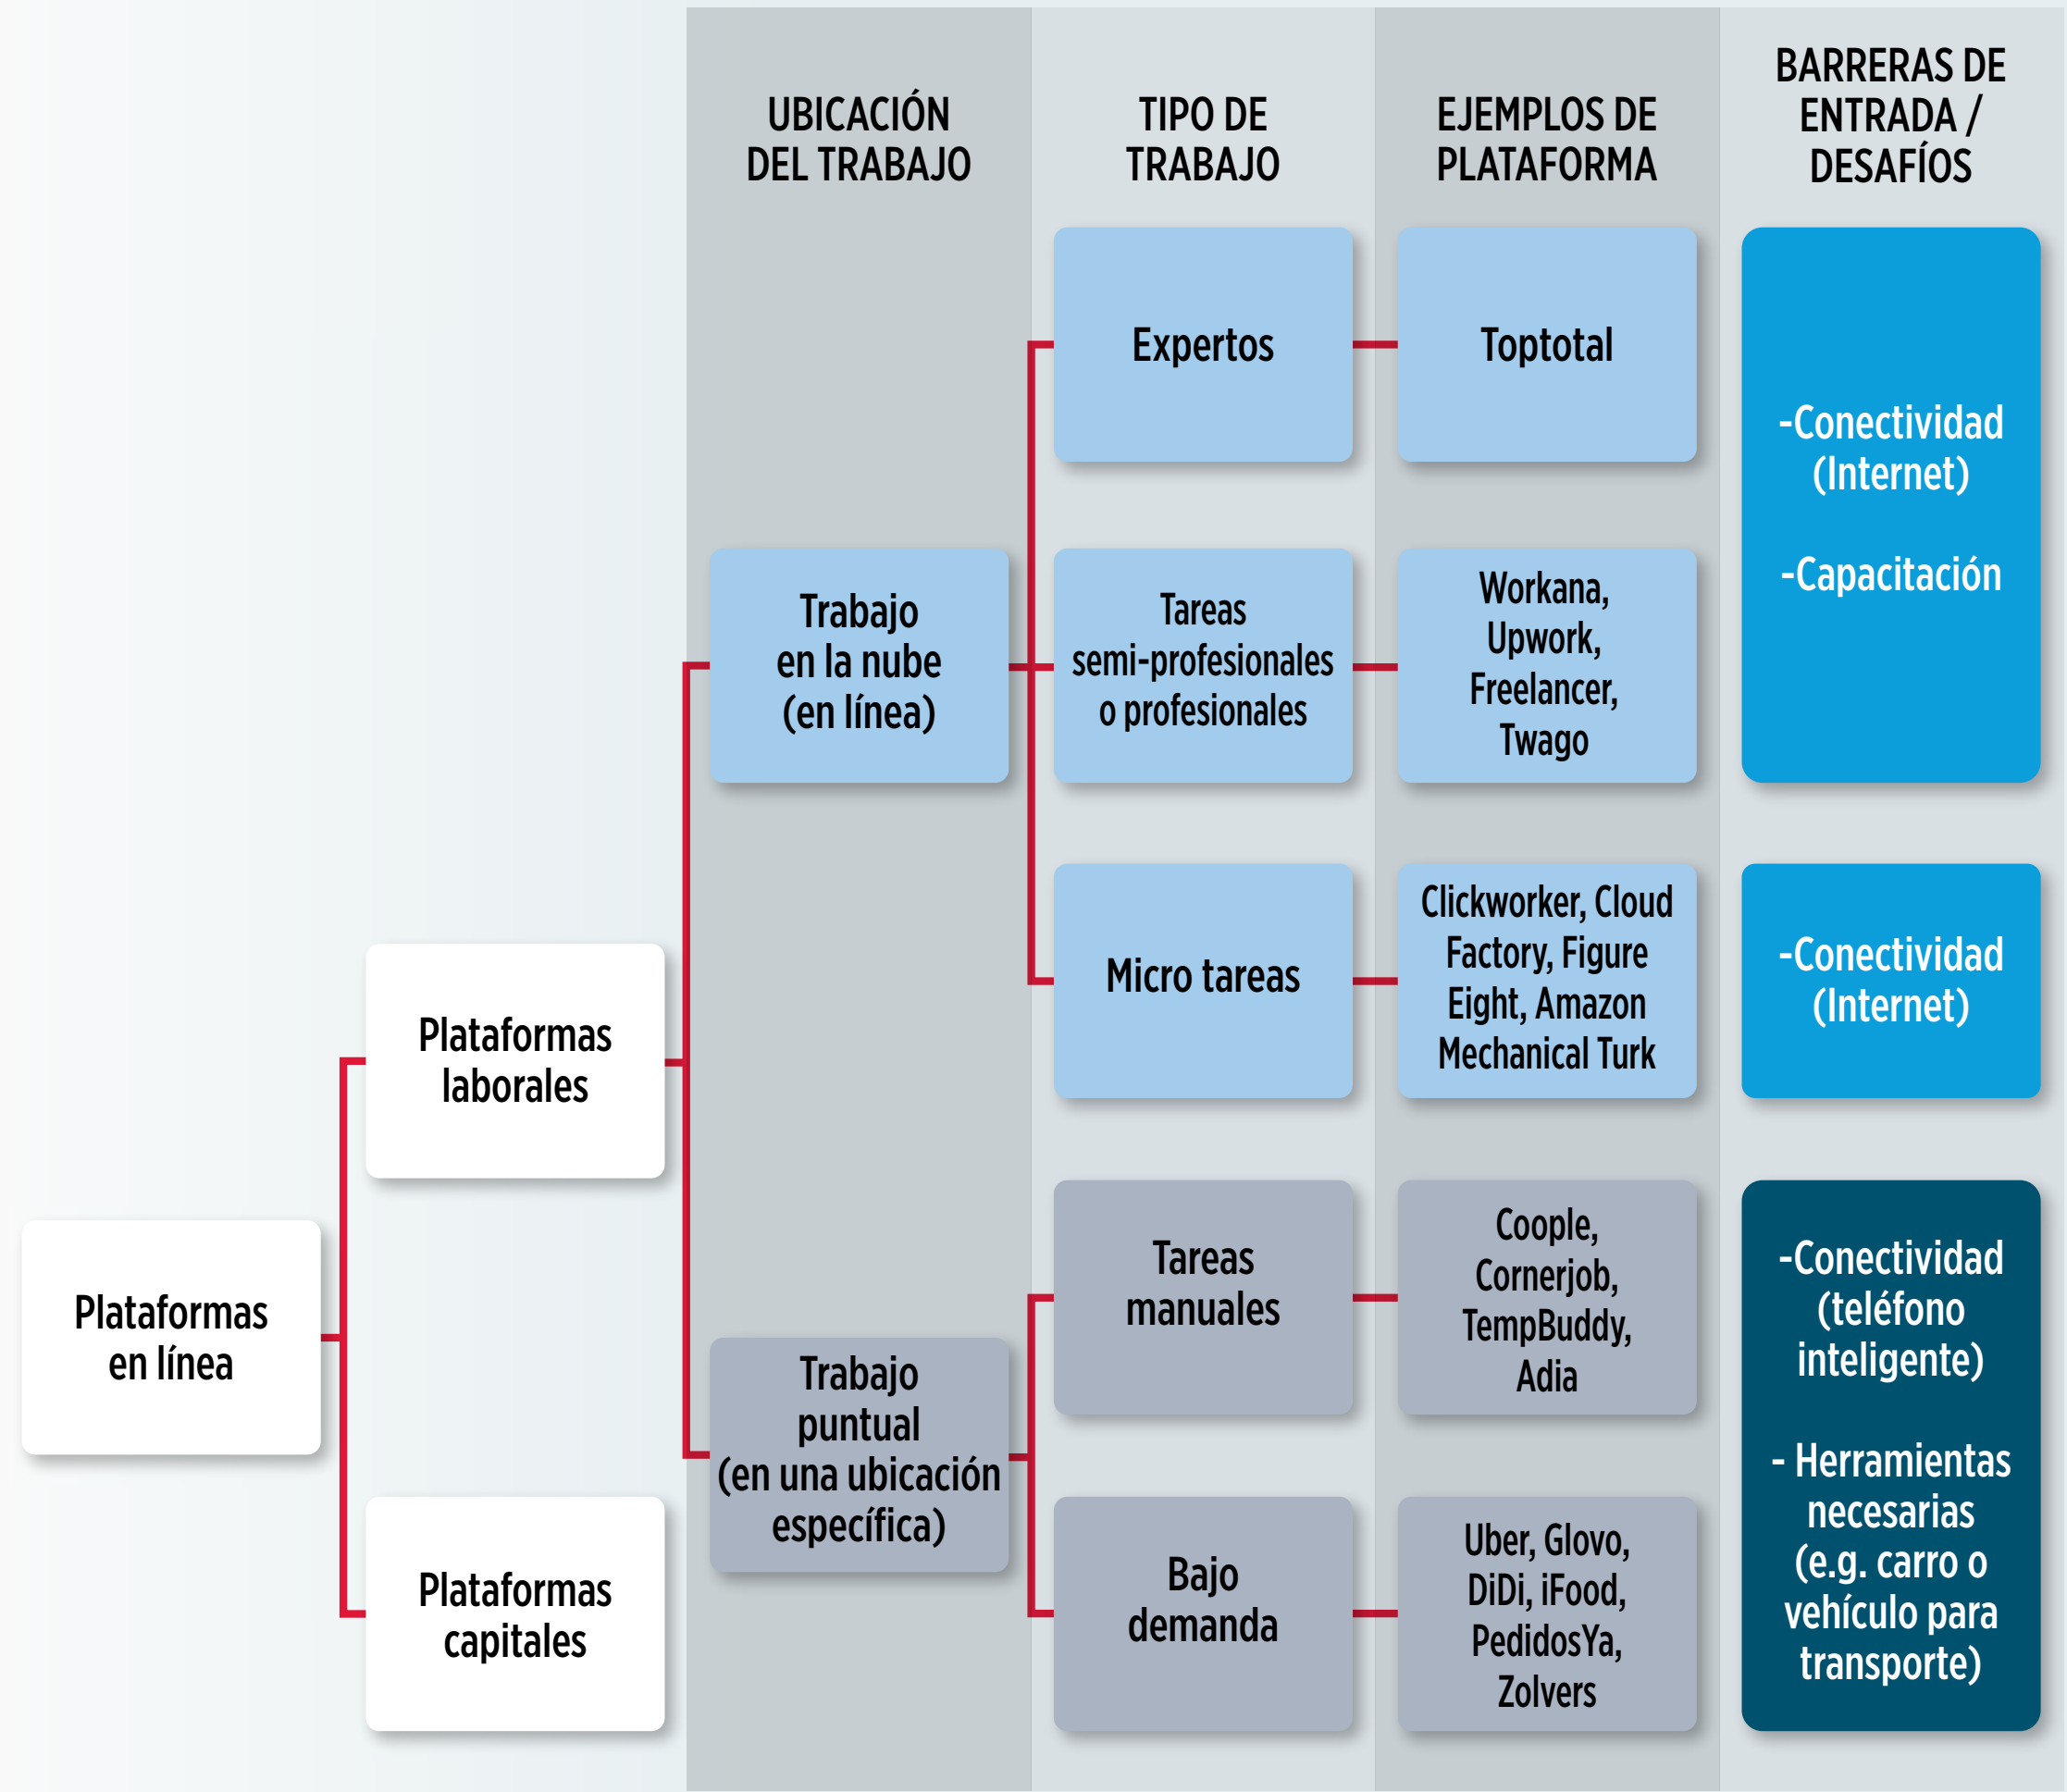 UBICACIÓN
DEL TRABAJO
TIPO DE
TRABAJO
EJEMPLOS DE
PLATAFORMA
BARRERAS DE
ENTRADA /
DESAFÍOS
Plataformas
en línea
Plataformas
laborales
Plataformas
capitales
Trabajo
en la nube
(en línea)
Expertos
Toptotal
-Conectividad
(Internet)
-Capacitación
Tareas
semi-profesionales
o profesionales
Workana,
Upwork,
Freelancer,
Twago
Micro tareas
Clickworker, Cloud
Factory, Figure
Eight, Amazon
Mechanical Turk
-Conectividad
(Internet)
Trabajo
puntual
(en una ubicación
específica)
Tareas
manuales
Coople,
Cornerjob,
TempBuddy,
Adia
-Conectividad
(teléfono
inteligente)
- Herramientas
necesarias
(e.g. carro o
vehículo para
transporte)
Bajo
demanda
Uber, Glovo,
DiDi, iFood,
PedidosYa,
Zolvers